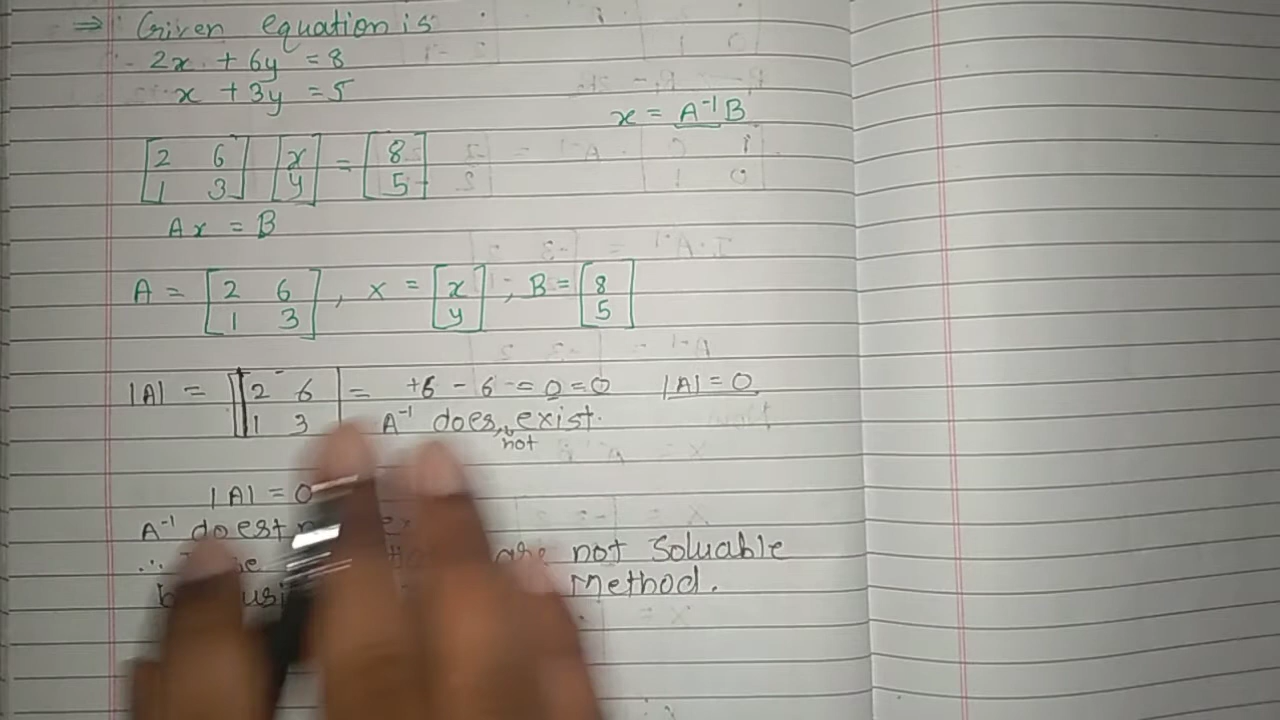 ⇒ Given equation is
2x + 6y = 8
x + 3y = 5
x = A⁻¹B
[2 6] [x] = [8]
[1 3] [y] [5]
Ax = B
A = [2 6], x = [x]; B = [8]
[1 3] [y] [5]
|A| = |2 6| = +6 - 6 = 0 = 0 |A| = 0
|1 3| A⁻¹ does not exist.
|A| = 0
A⁻¹ doest
∴ are not Soluable
Method.